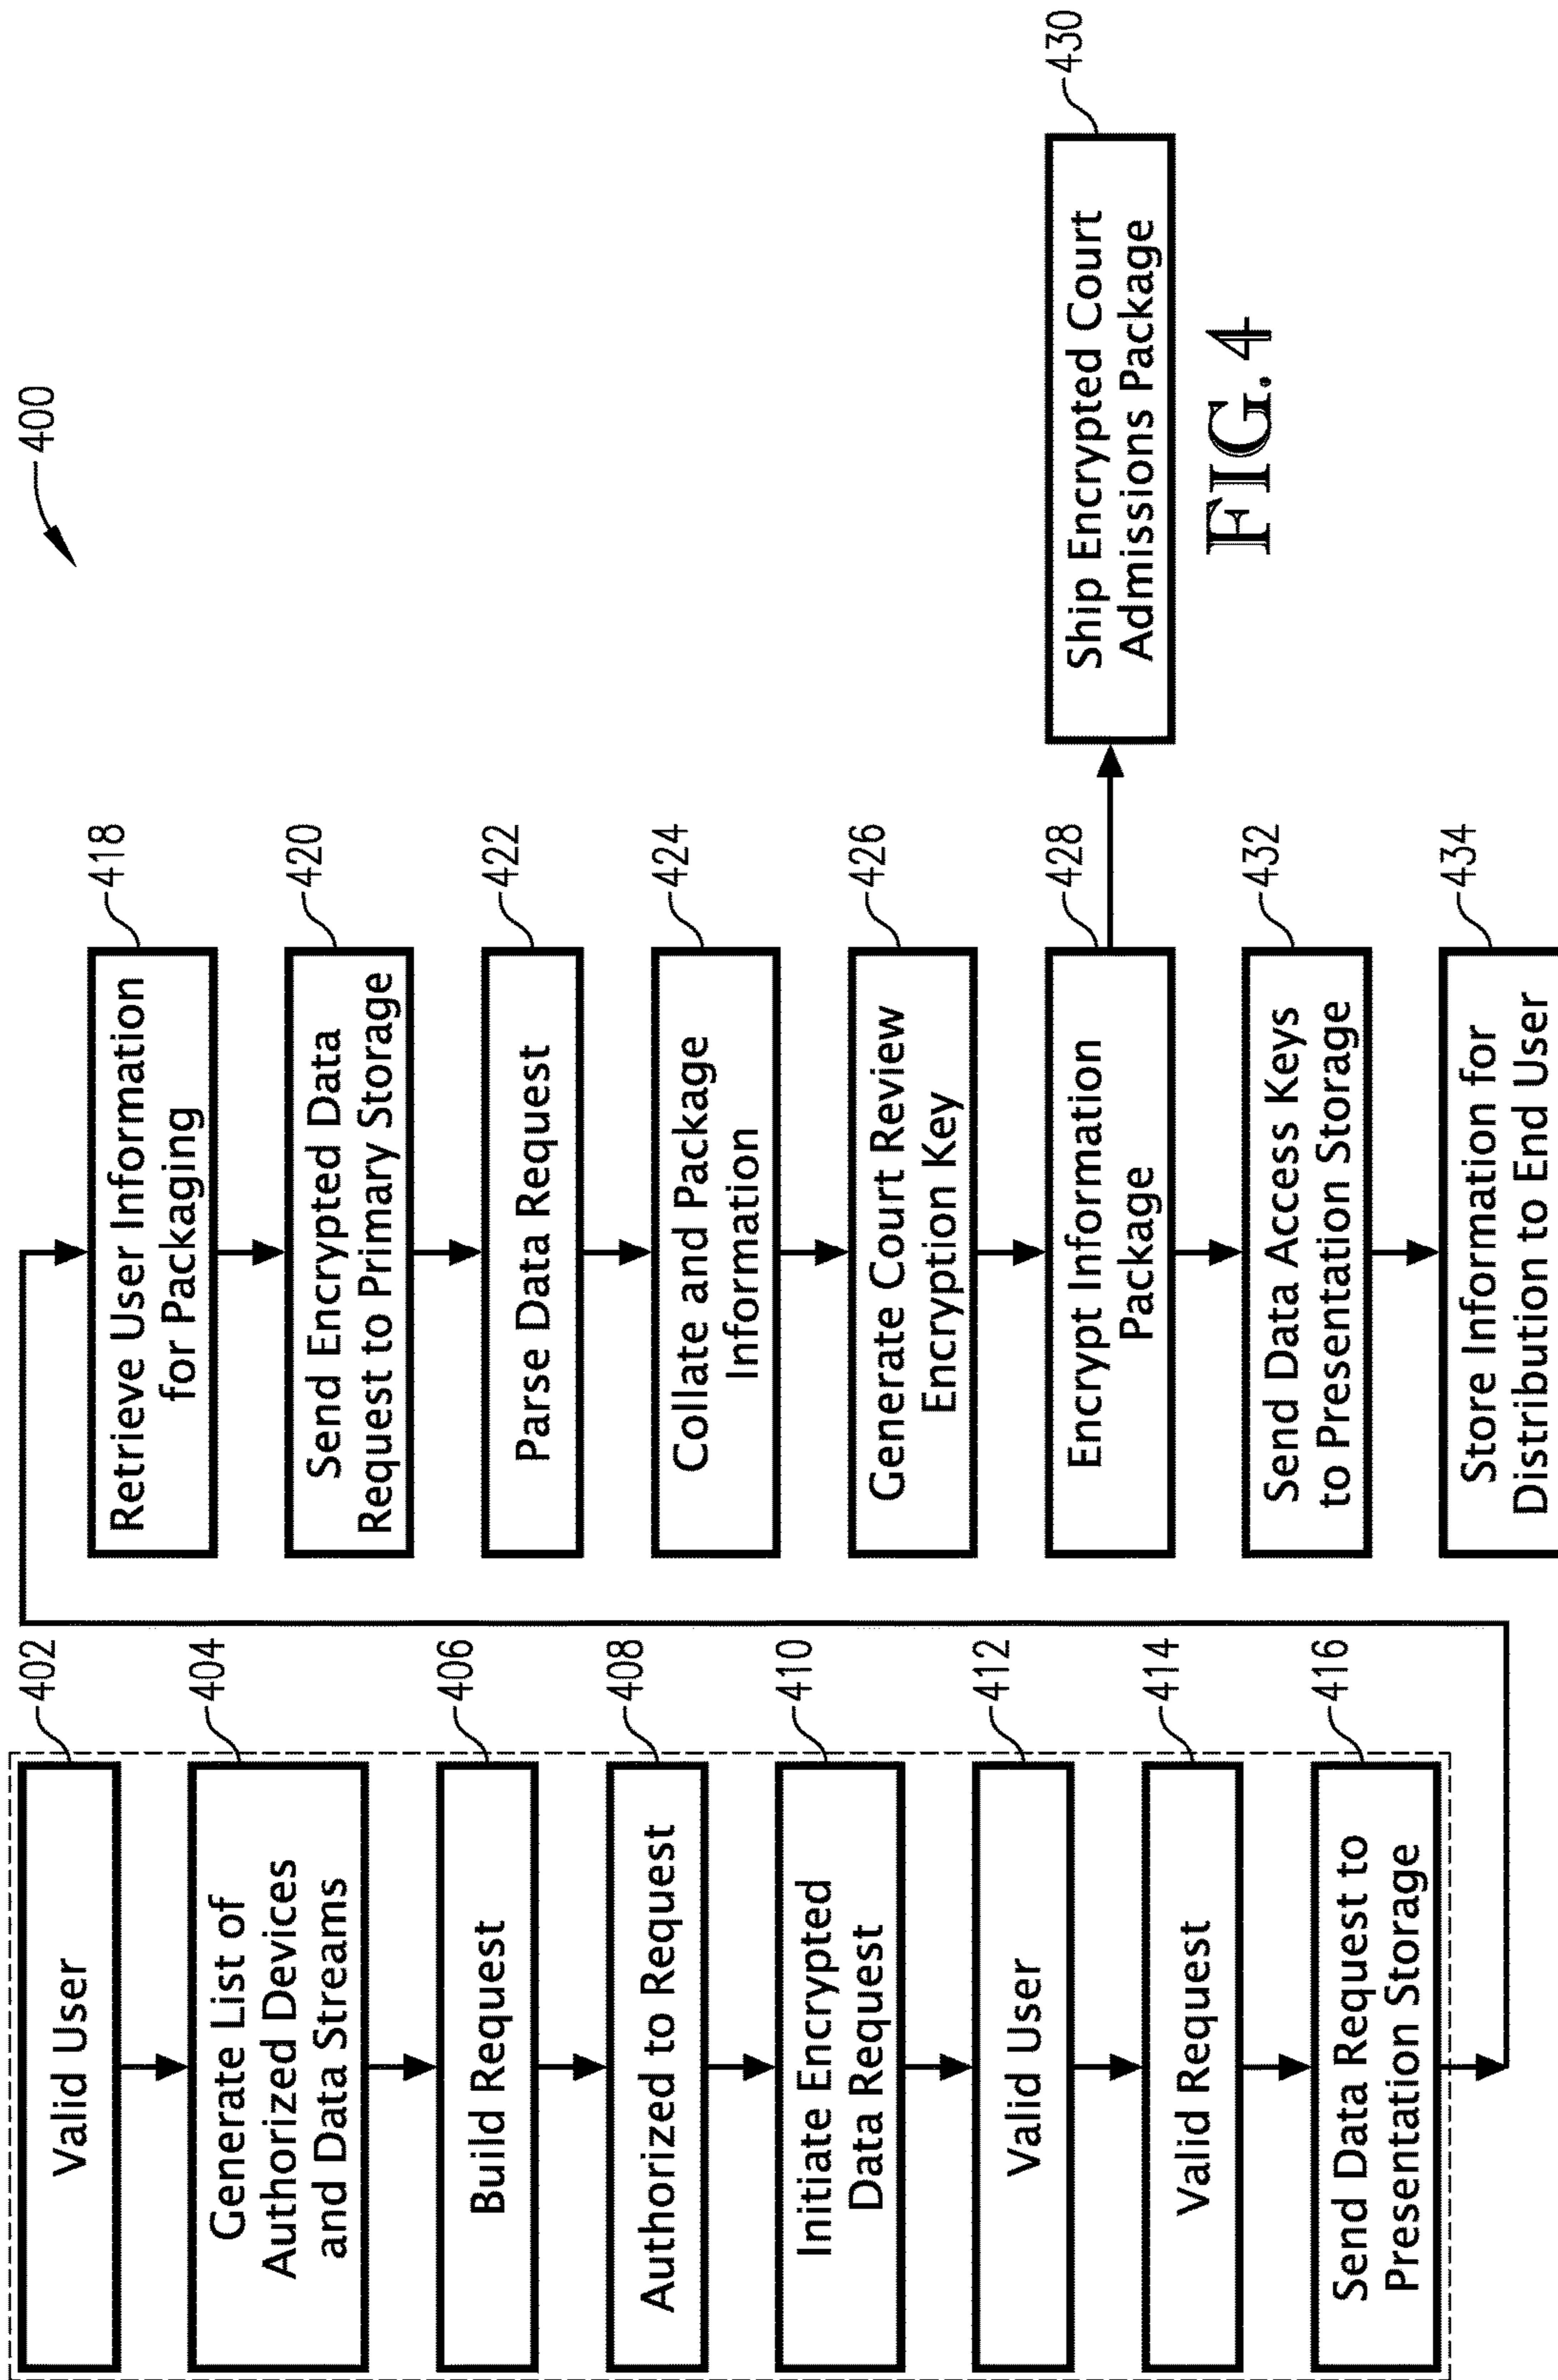 400
402
Valid User
404
Generate List of
Authorized Devices
and Data Streams
406
Build Request
408
Authorized to Request
410
Initiate Encrypted
Data Request
412
Valid User
414
Valid Request
416
Send Data Request to
Presentation Storage
418
Retrieve User Information
for Packaging
420
Send Encrypted Data
Request to Primary Storage
422
Parse Data Request
424
Collate and Package
Information
426
Generate Court Review
Encryption Key
428
Encrypt Information
Package
430
Ship Encrypted Court
Admissions Package
432
Send Data Access Keys
to Presentation Storage
434
Store Information for
Distribution to End User
FIG.4